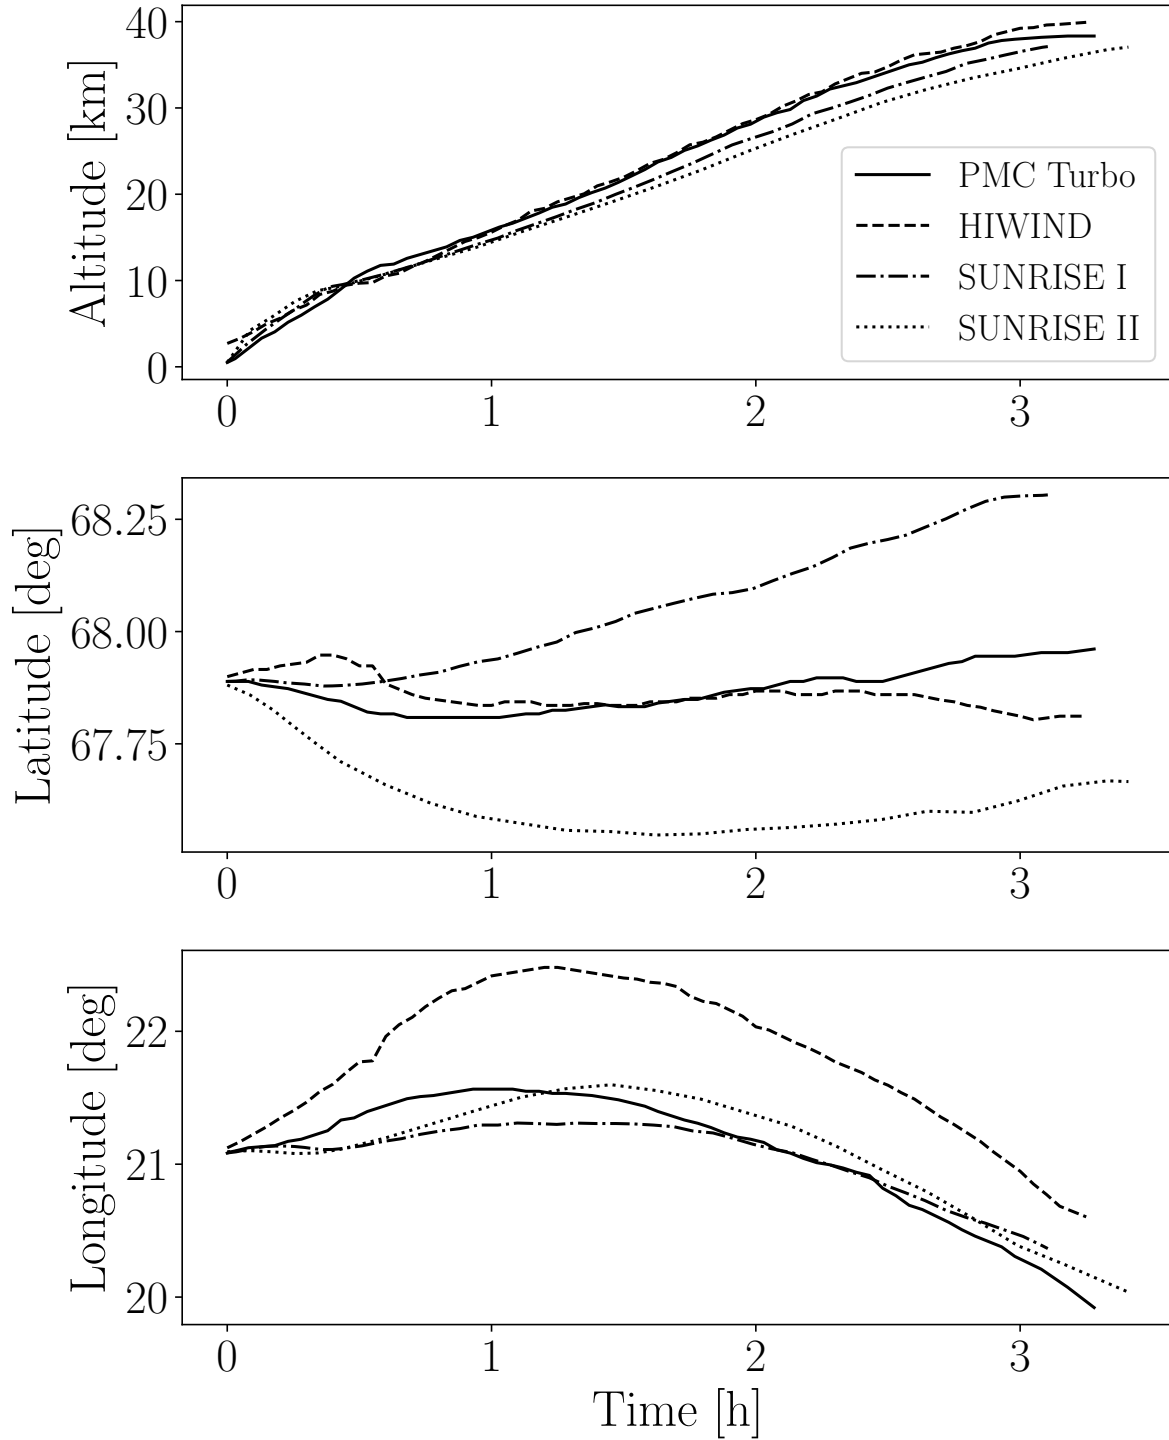 Altitude [km]
40
30
20
10
0
0 1 2 3
PMC Turbo
HIWIND
SUNRISE I
SUNRISE II
Latitude [deg]
68.25
68.00
67.75
0 1 2 3
Longitude [deg]
22
21
20
0 1 2 3
Time [h]